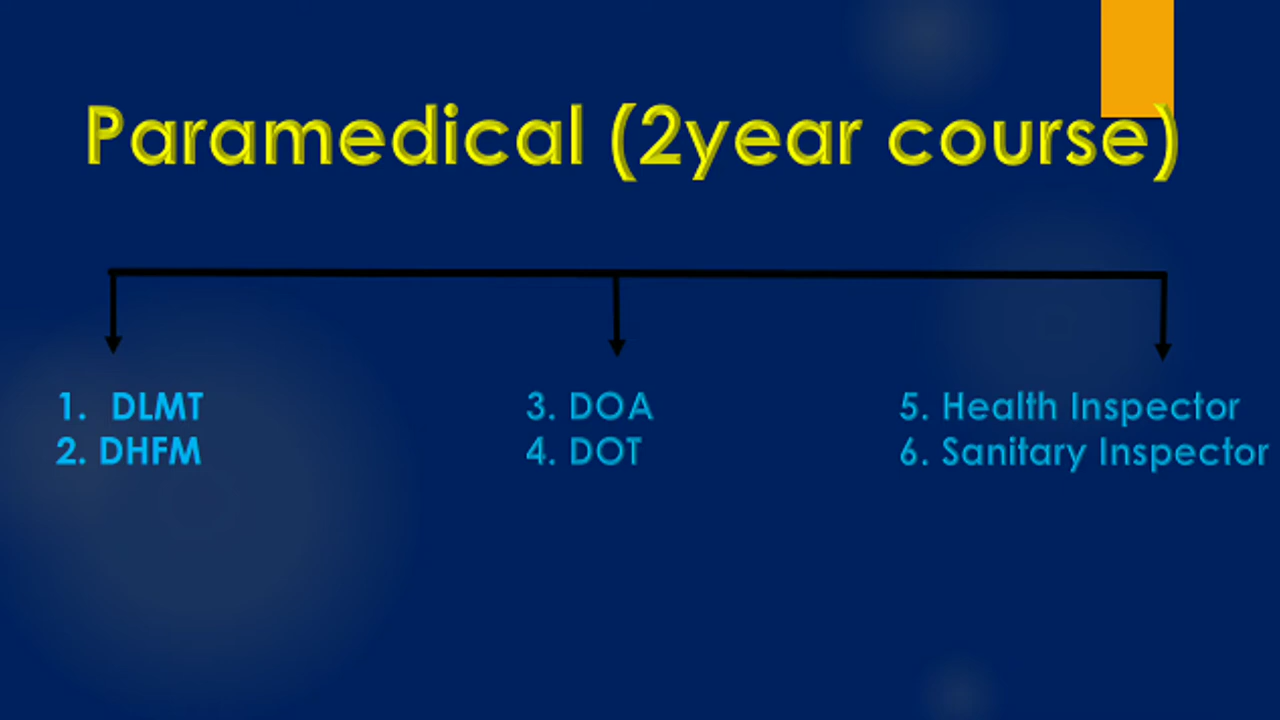 Paramedical (2year course)
1. DLMT
2. DHFM
3. DOA
4. DOT
5. Health Inspector
6. Sanitary Inspector